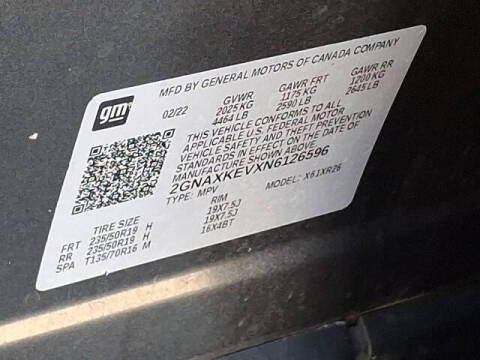 gm
MFD BY GENERAL MOTORS OF CANADA COMPANY
02/22 GVWR GAWR FRT GAWR RR
2025 KG 1175 KG 1200 KG
4464 LB 2590 LB 2645 LB
THIS VEHICLE CONFORMS TO ALL
APPLICABLE U.S. FEDERAL MOTOR
VEHICLE SAFETY AND THEFT PREVENTION
STANDARDS IN EFFECT ON THE DATE OF
MANUFACTURE SHOWN ABOVE.
2GNAXKEVXN6126596
TYPE: MPV MODEL: X61XR26
TIRE SIZE RIM
FRT 235/50R19 H 19X7.5J
RR 235/50R19 H 19X7.5J
SPA T135/70R16 M 16X4BT